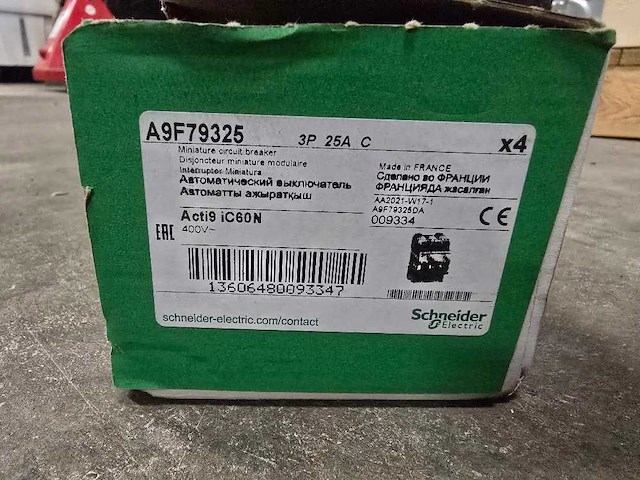 A9F79325 3P 25A C x4
Miniature circuit breaker
Disjoncteur miniature modulaire
Interruptor Miniatura
Автоматический выключатель
Автоматты ажыратқыш
Made in FRANCE
Сделано во ФРАНЦИИ
ФРАНЦИЯДА жасалған
AA2021-W17-1
A9F79325DA
009334
CE
Acti9 iC60N
EAC 400V~
13606480093347
schneider-electric.com/contact
Schneider
Electric